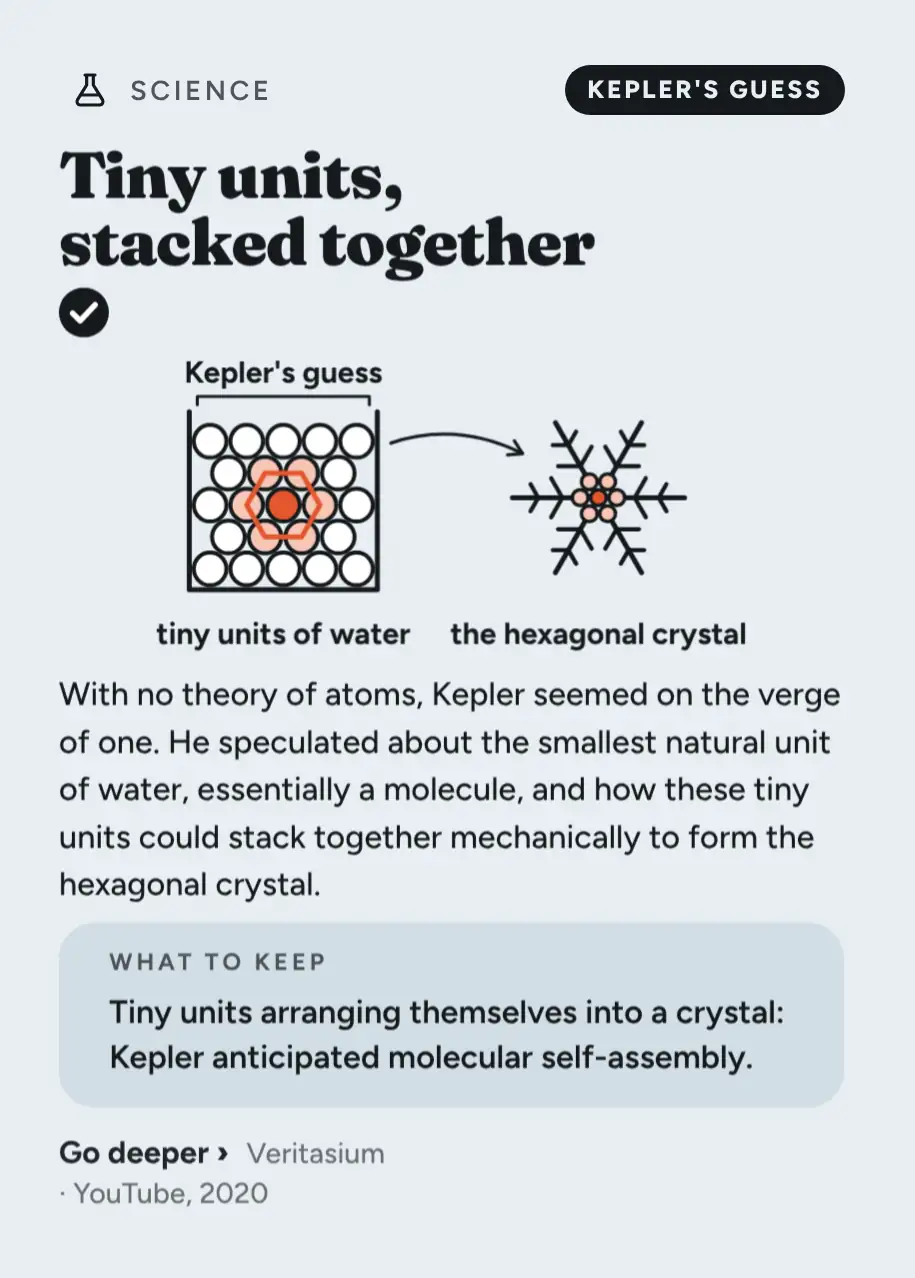 SCIENCE
KEPLER'S GUESS
Tiny units,
stacked together
Kepler's guess
tiny units of water
the hexagonal crystal
With no theory of atoms, Kepler seemed on the verge
of one. He speculated about the smallest natural unit
of water, essentially a molecule, and how these tiny
units could stack together mechanically to form the
hexagonal crystal.
WHAT TO KEEP
Tiny units arranging themselves into a crystal:
Kepler anticipated molecular self-assembly.
Go deeper › Veritasium
· YouTube, 2020